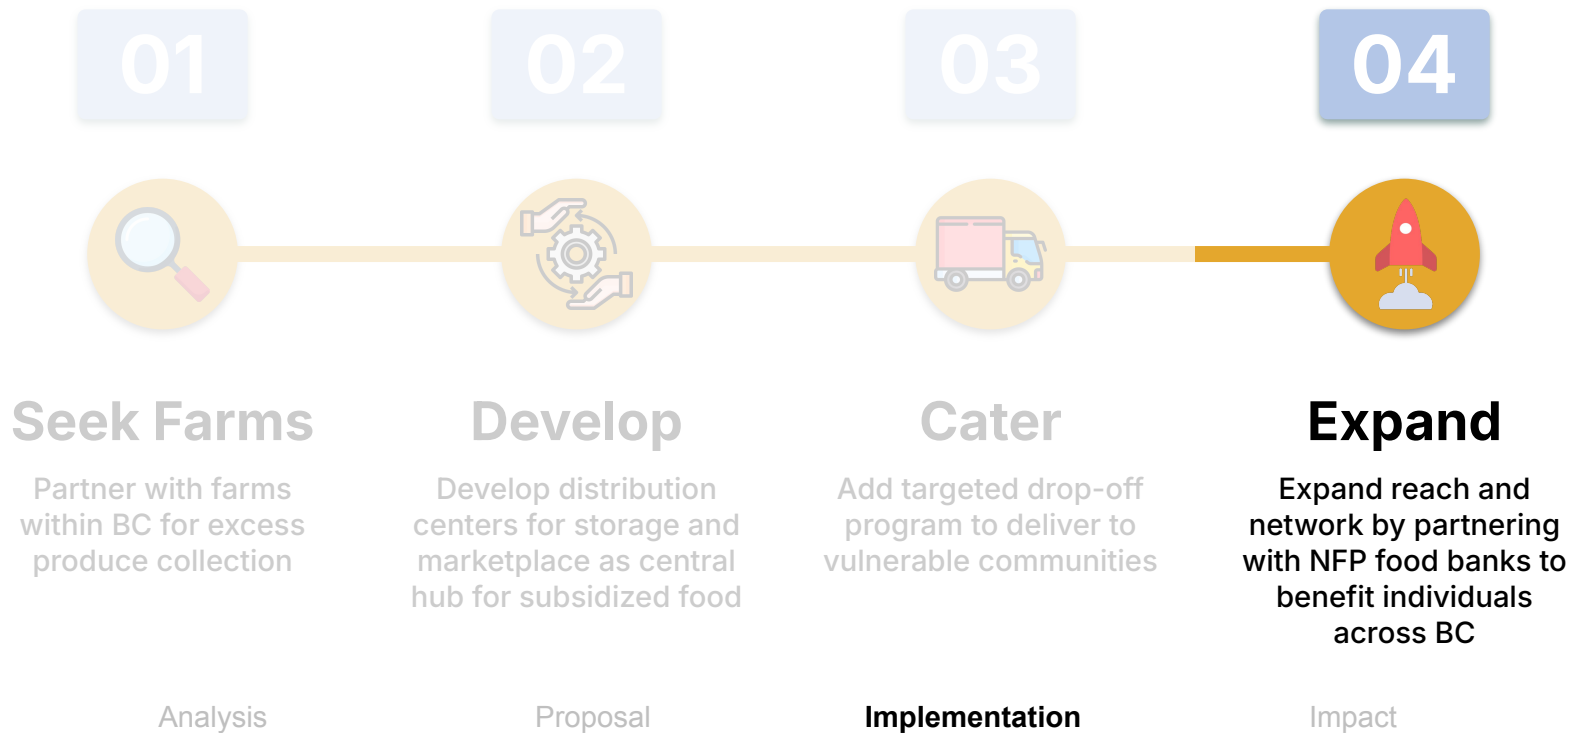 01
02
03
04
Seek Farms
Partner with farms
within BC for excess
produce collection
Develop
Develop distribution
centers for storage and
marketplace as central
hub for subsidized food
Cater
Add targeted drop-off
program to deliver to
vulnerable communities
Expand
Expand reach and
network by partnering
with NFP food banks to
benefit individuals
across BC
Analysis
Proposal
Implementation
Impact